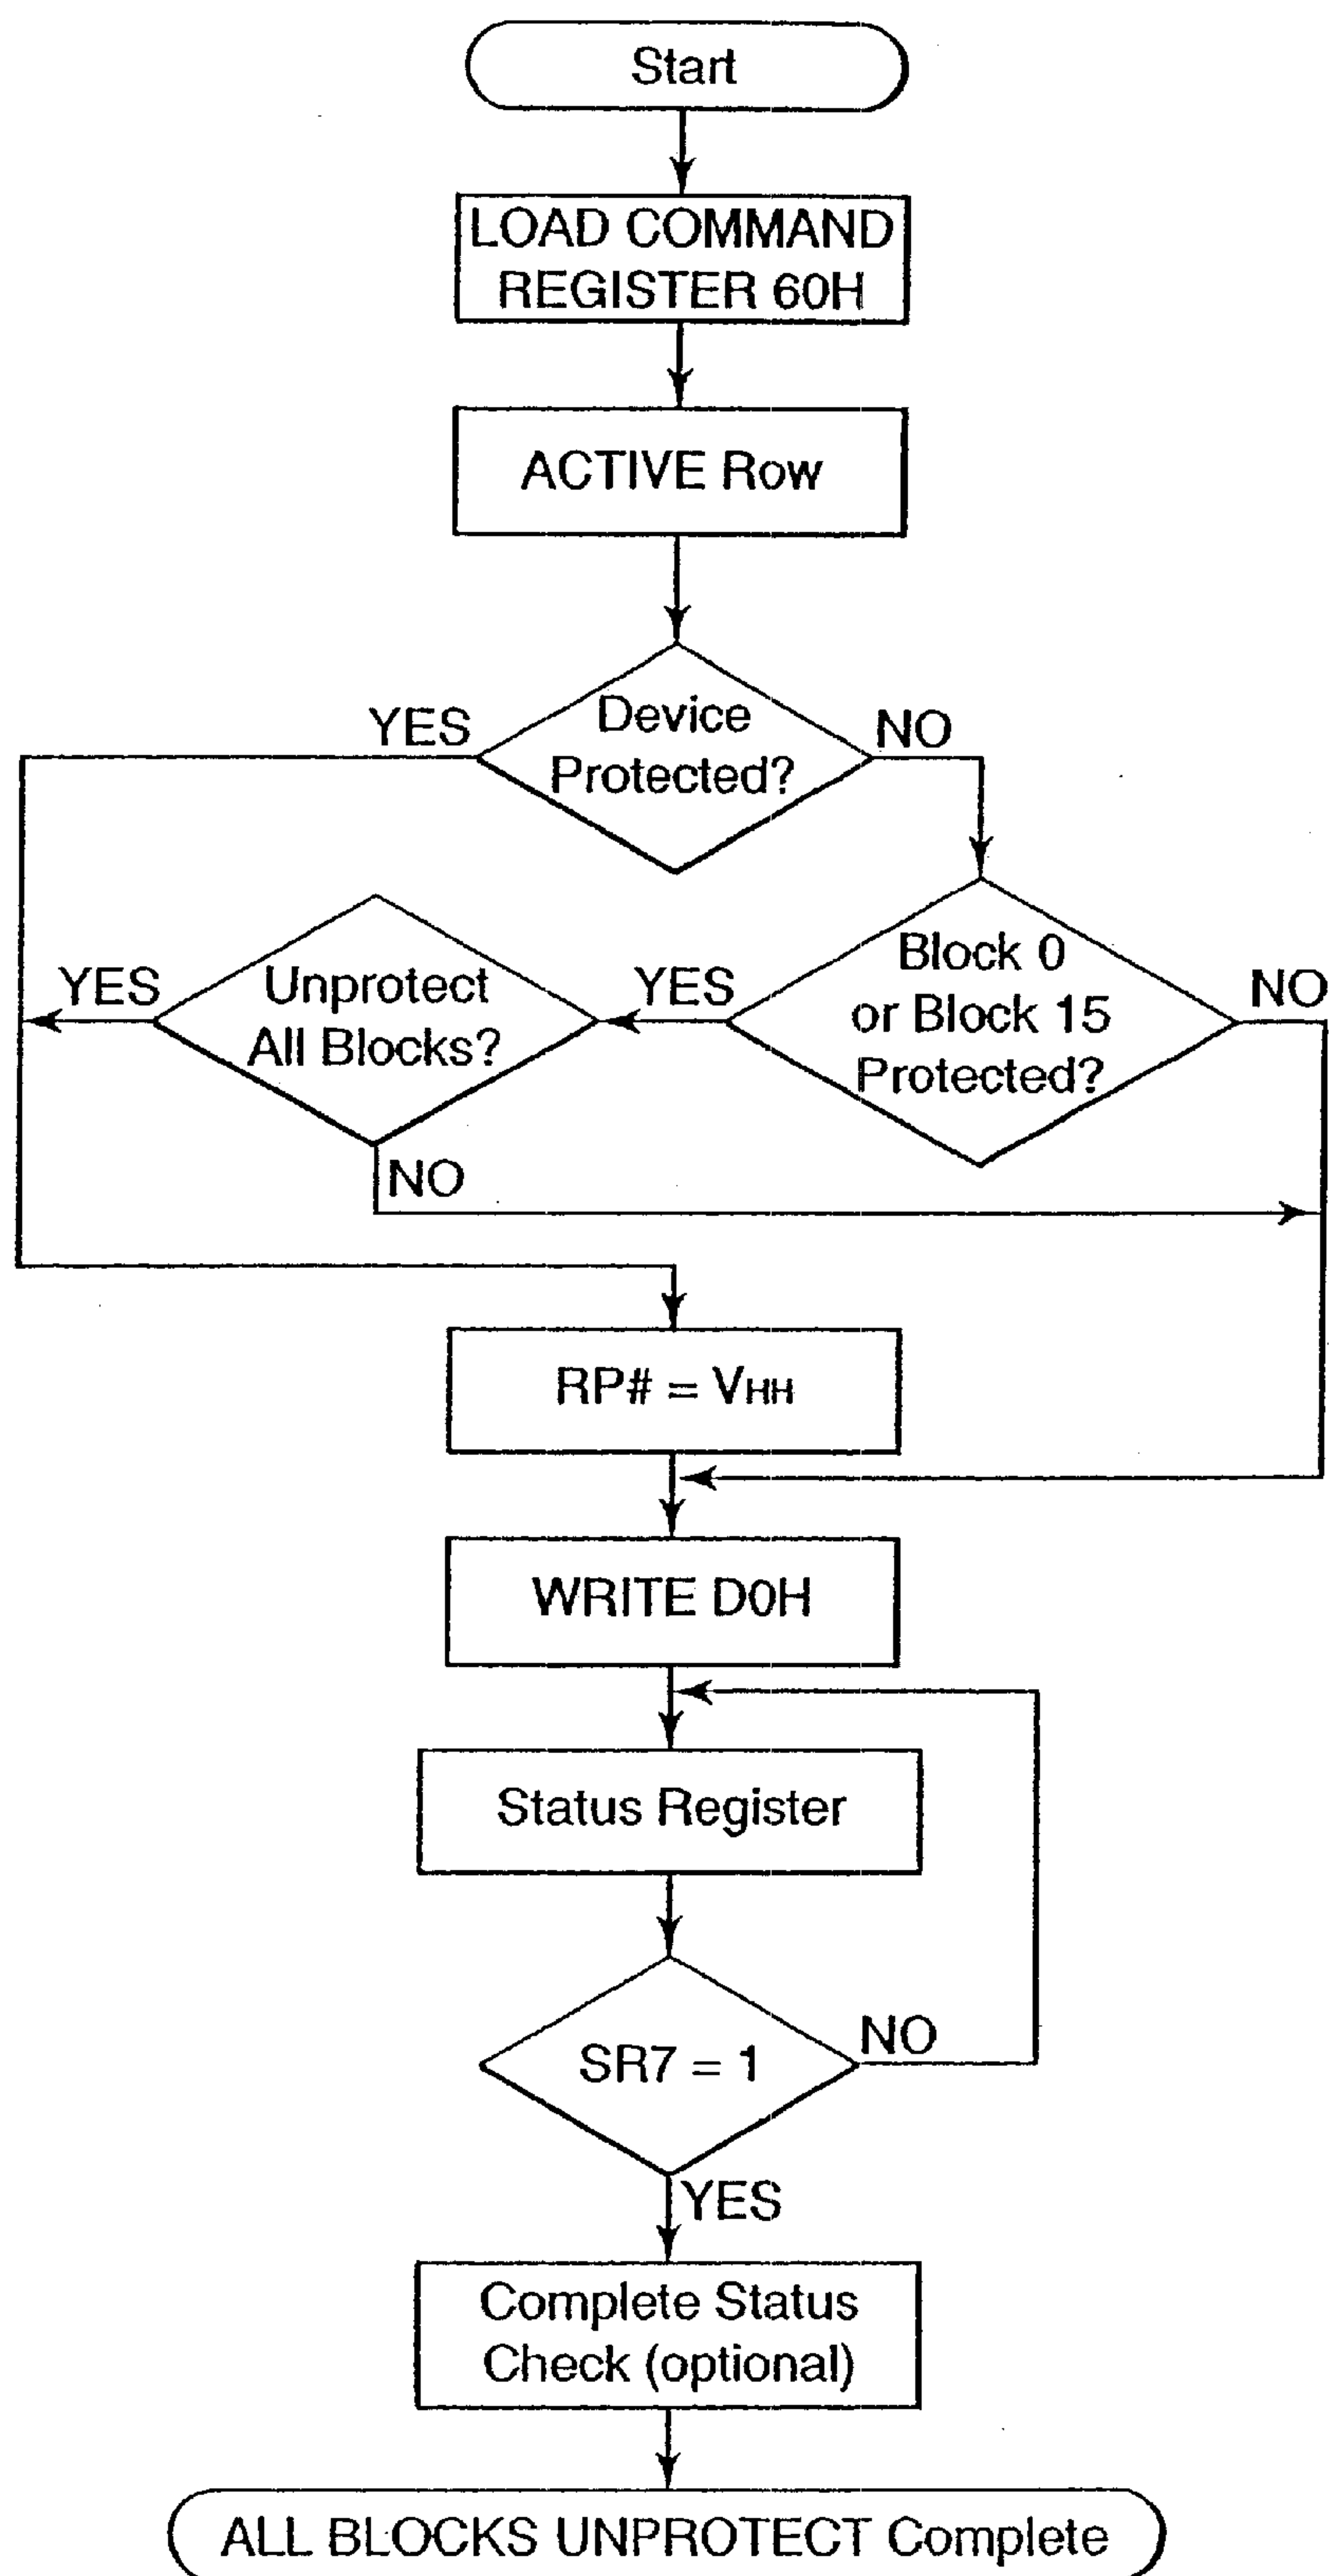 Start
LOAD COMMAND
REGISTER 60H
ACTIVE Row
Device
Protected?
YES
NO
Block 0
or Block 15
Protected?
YES
NO
Unprotect
All Blocks?
YES
NO
RP# = VHH
WRITE D0H
Status Register
SR7 = 1
NO
YES
Complete Status
Check (optional)
ALL BLOCKS UNPROTECT Complete